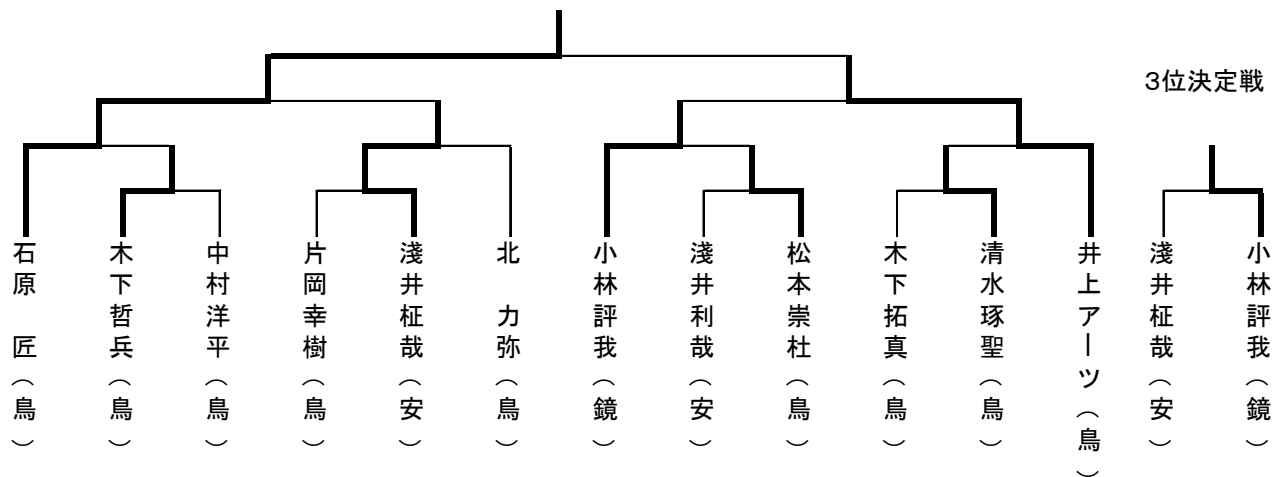 3位決定戦
石原　匠（鳥）
木下哲兵（鳥）
中村洋平（鳥）
片岡幸樹（鳥）
淺井柾哉（安）
北　力弥（鳥）
小林評我（鏡）
淺井利哉（安）
松本崇杜（鳥）
木下拓真（鳥）
清水琢聖（鳥）
井上アーツ（鳥）
淺井柾哉（安）
小林評我（鏡）